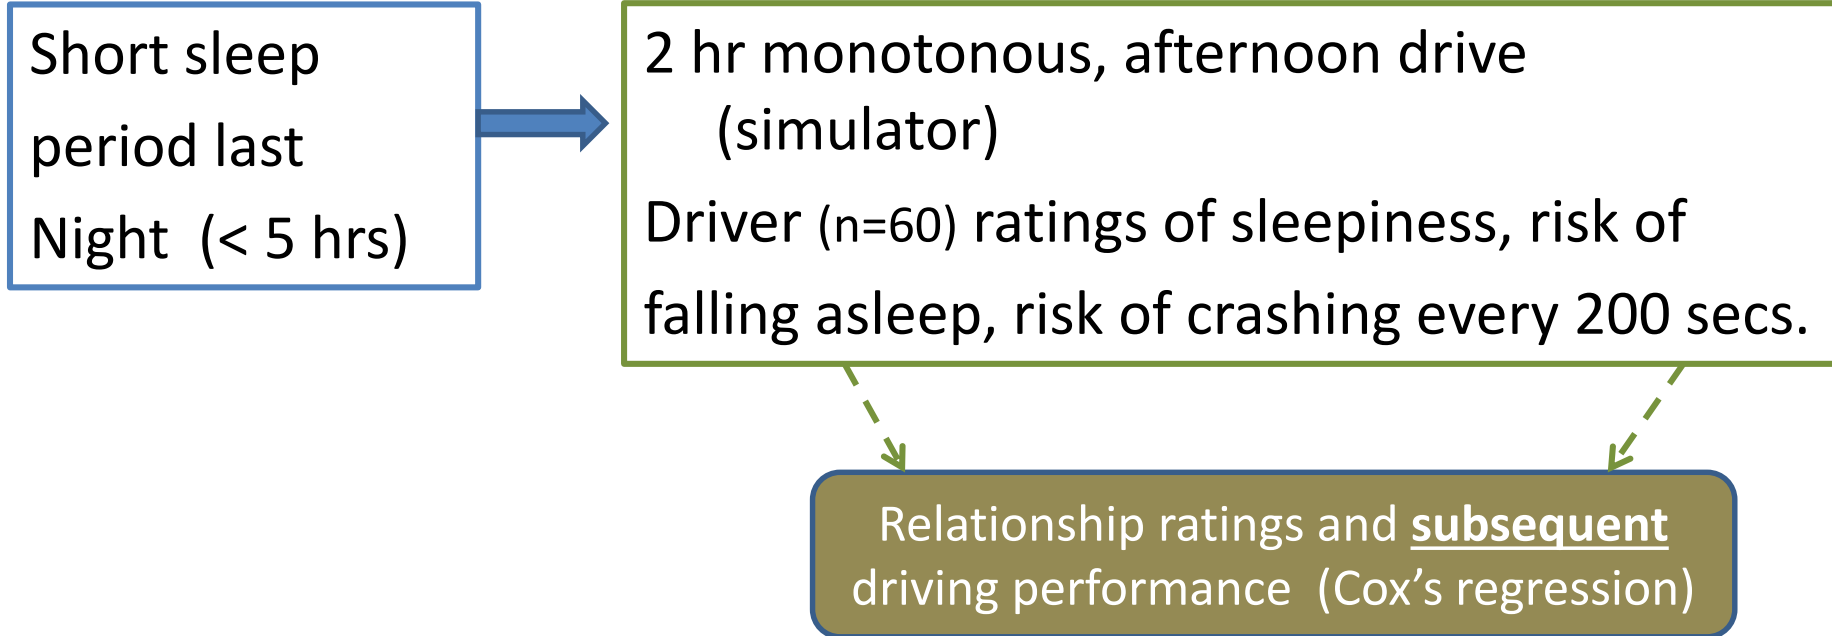 Short sleep
period last
Night  (< 5 hrs)
2 hr monotonous, afternoon drive
(simulator)
Driver (n=60) ratings of sleepiness, risk of
falling asleep, risk of crashing every 200 secs.
Relationship ratings and subsequent
driving performance  (Cox’s regression)